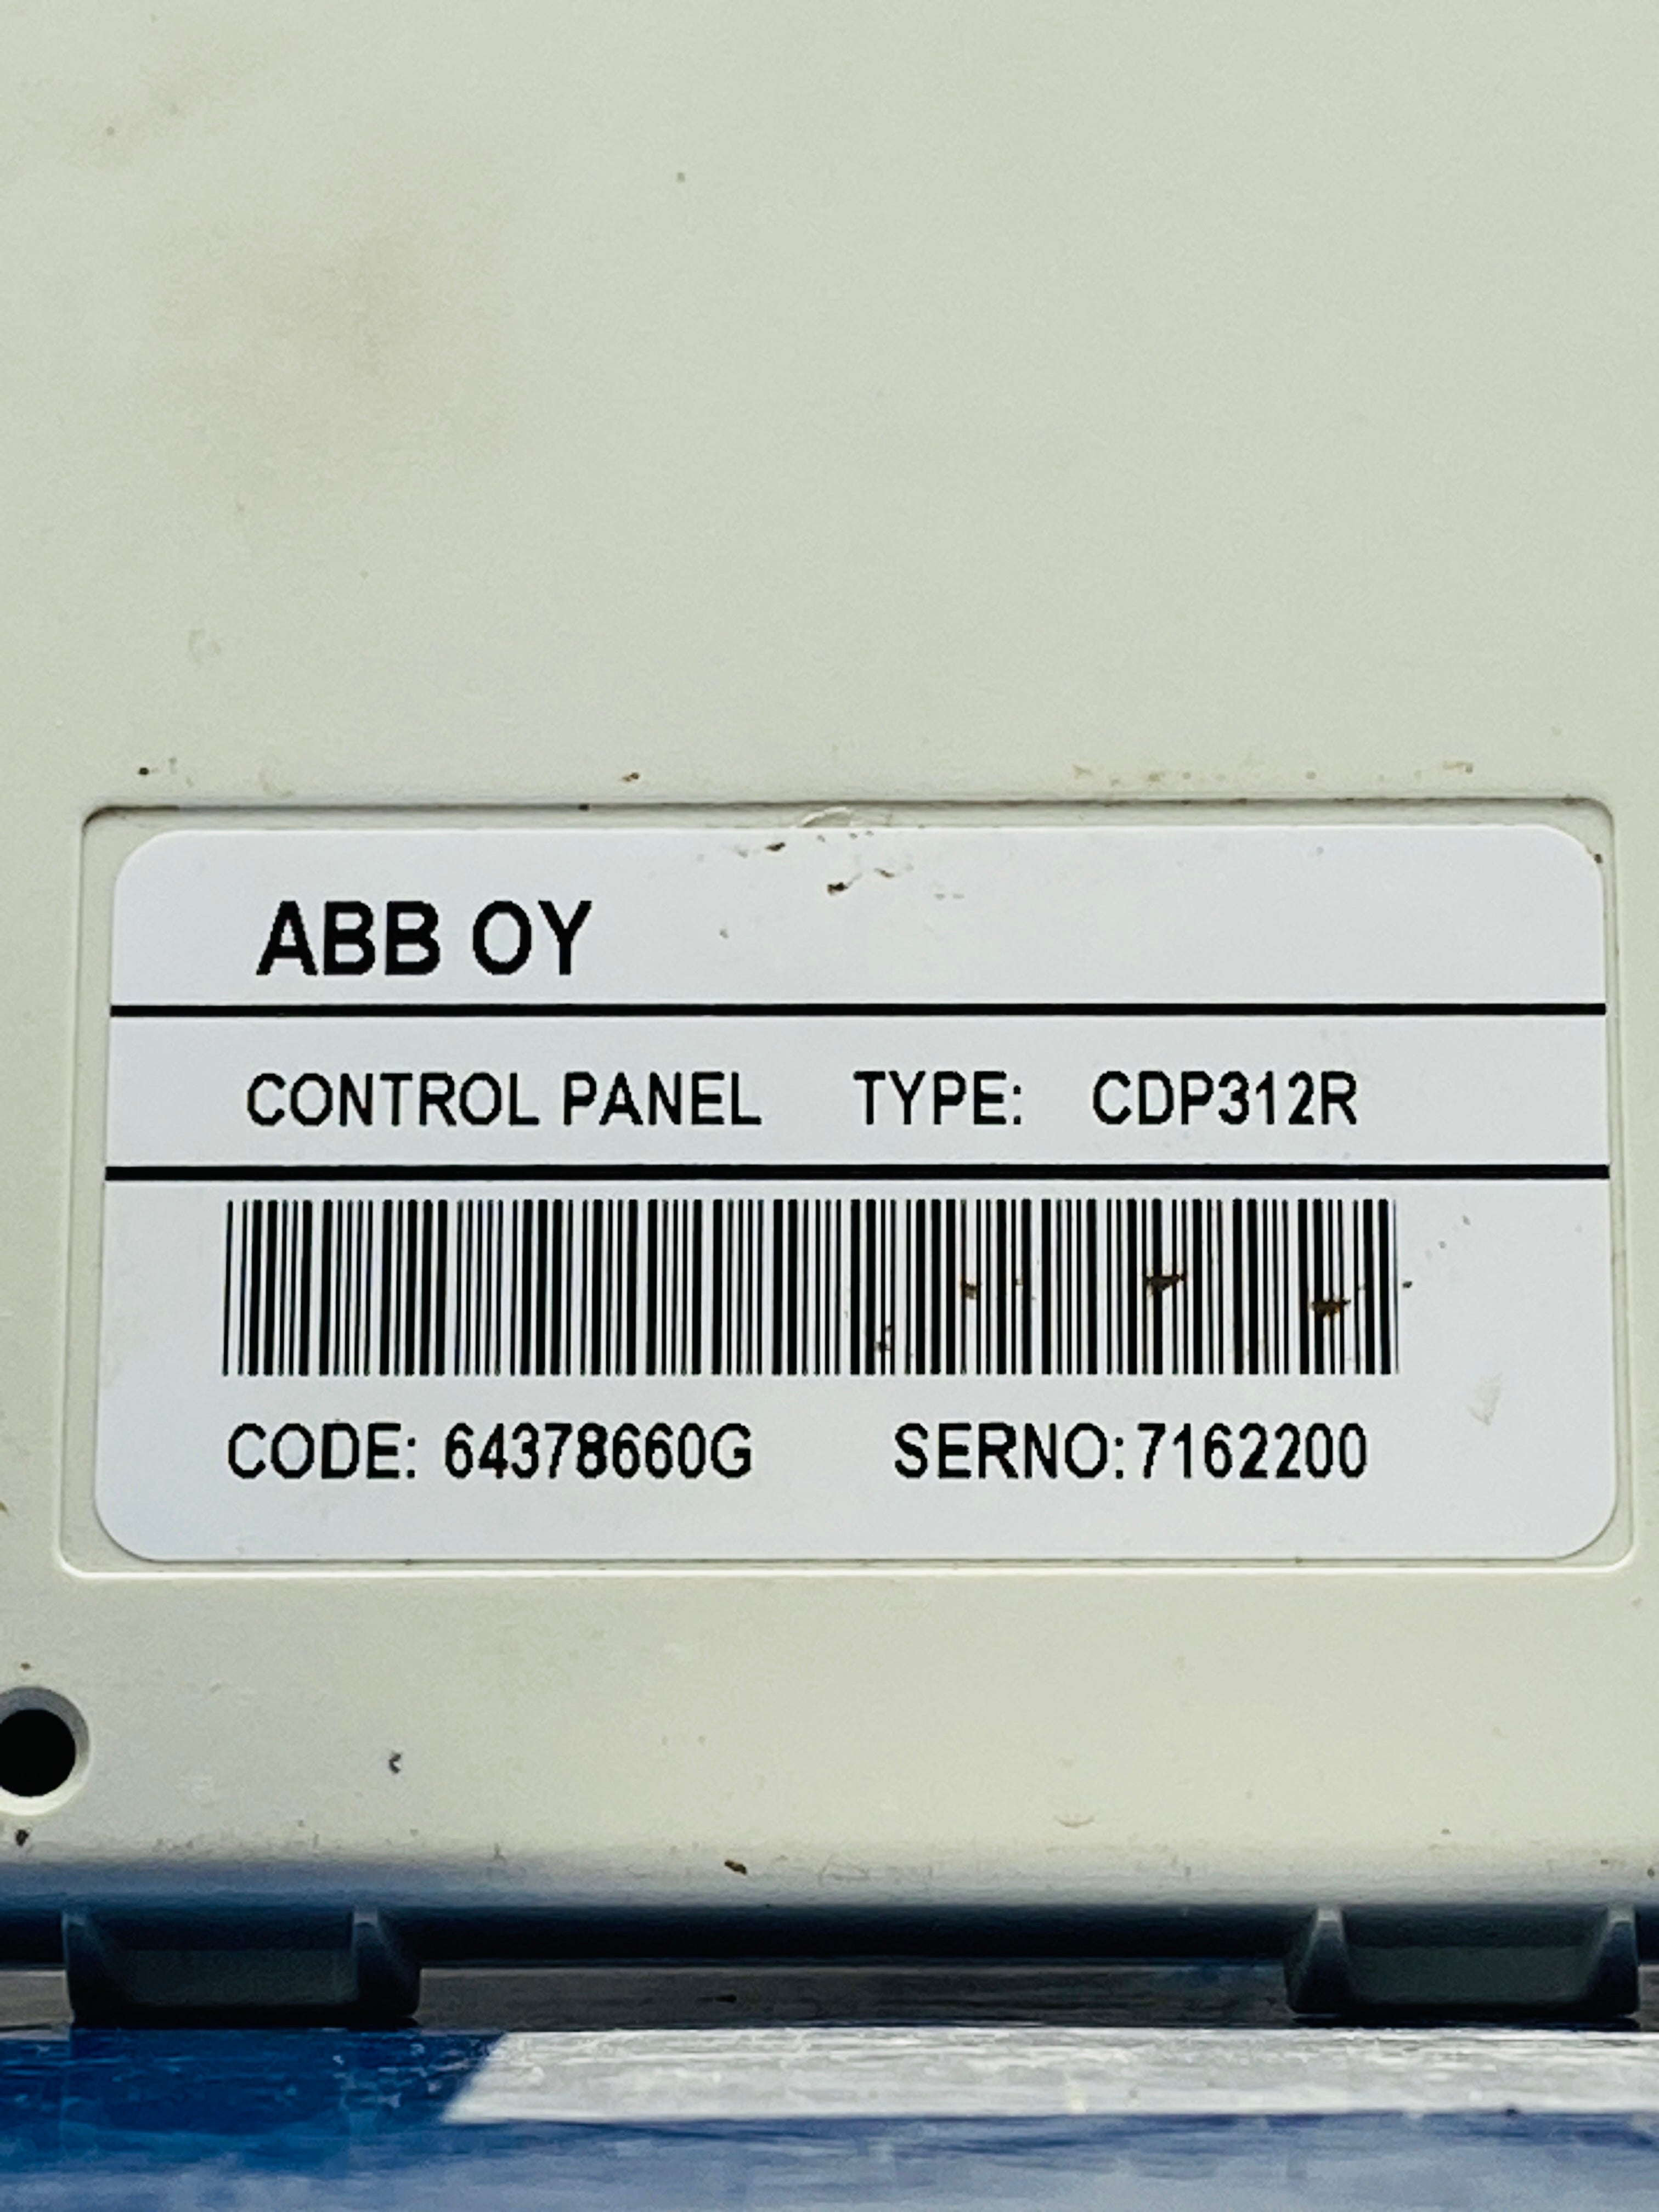 ABB OY
CONTROL PANEL TYPE: CDP312R
CODE: 64378660G SERNO:7162200